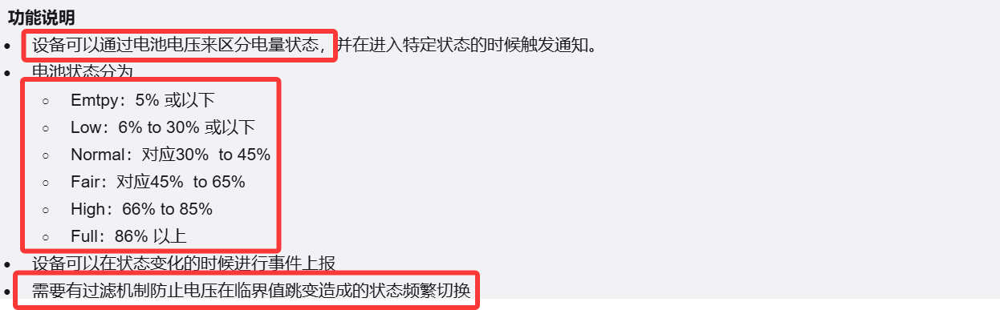 功能说明
设备可以通过电池电压来区分电量状态，并在进入特定状态的时候触发通知。
电池状态分为
Emtpy：5% 或以下
Low：6% to 30% 或以下
Normal：对应30%  to 45%
Fair：对应45%  to 65%
High：66% to 85%
Full：86% 以上
设备可以在状态变化的时候进行事件上报
需要有过滤机制防止电压在临界值跳变造成的状态频繁切换